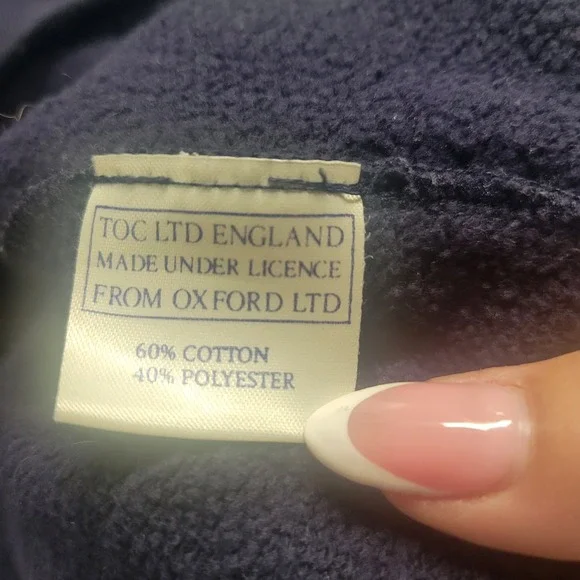 TOC LTD ENGLAND
MADE UNDER LICENCE
FROM OXFORD LTD
60% COTTON
40% POLYESTER